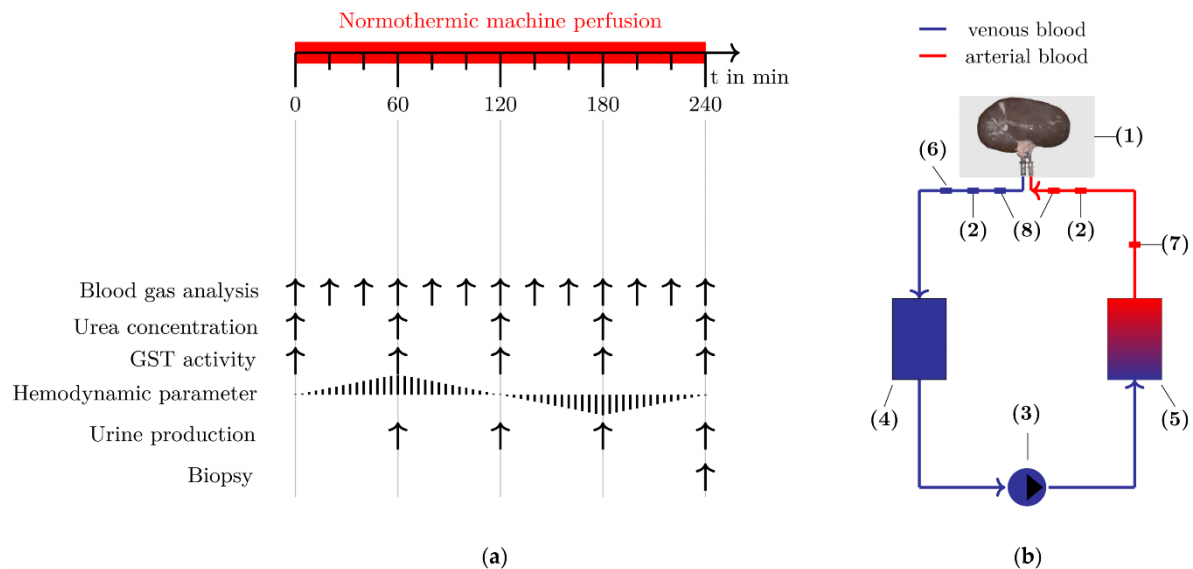 Normothermic machine perfusion
t in min
0 60 120 180 240
Blood gas analysis
Urea concentration
GST activity
Hemodynamic parameter
Urine production
Biopsy
(a)
venous blood
arterial blood
(1)
(6)
(2) (8) (2)
(7)
(4)
(3)
(5)
(b)